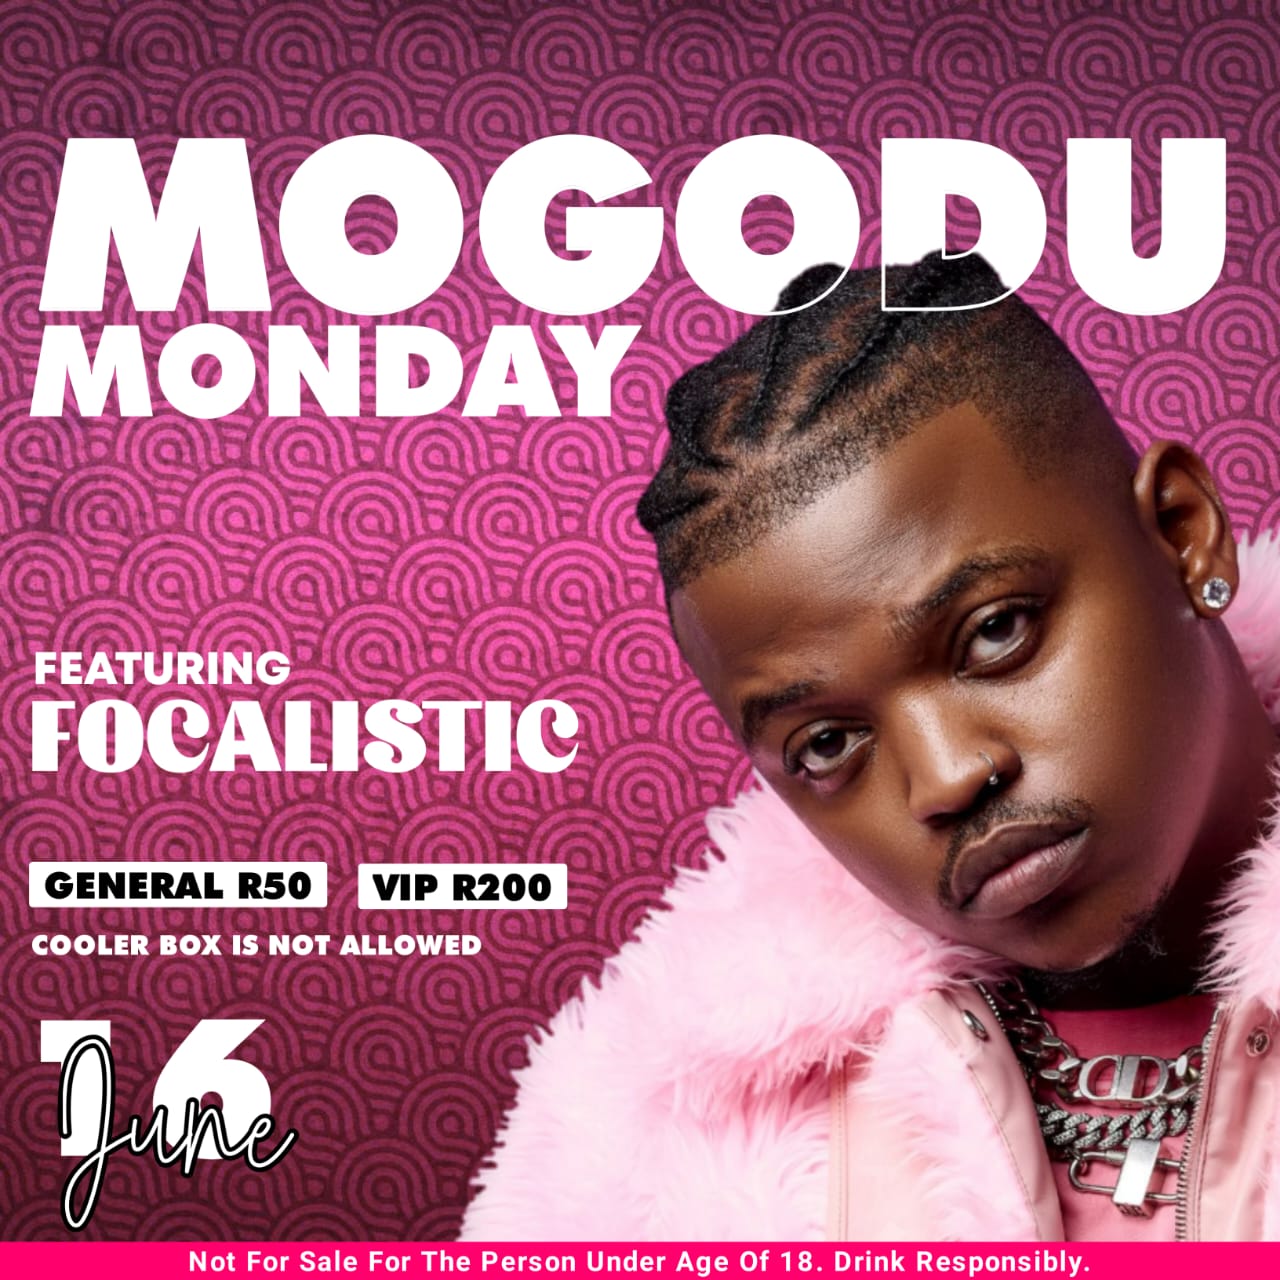 MOGODU
MONDAY
FEATURING
FOCALISTIC
GENERAL R50 VIP R200
COOLER BOX IS NOT ALLOWED
16
June
Not For Sale For The Person Under Age Of 18. Drink Responsibly.